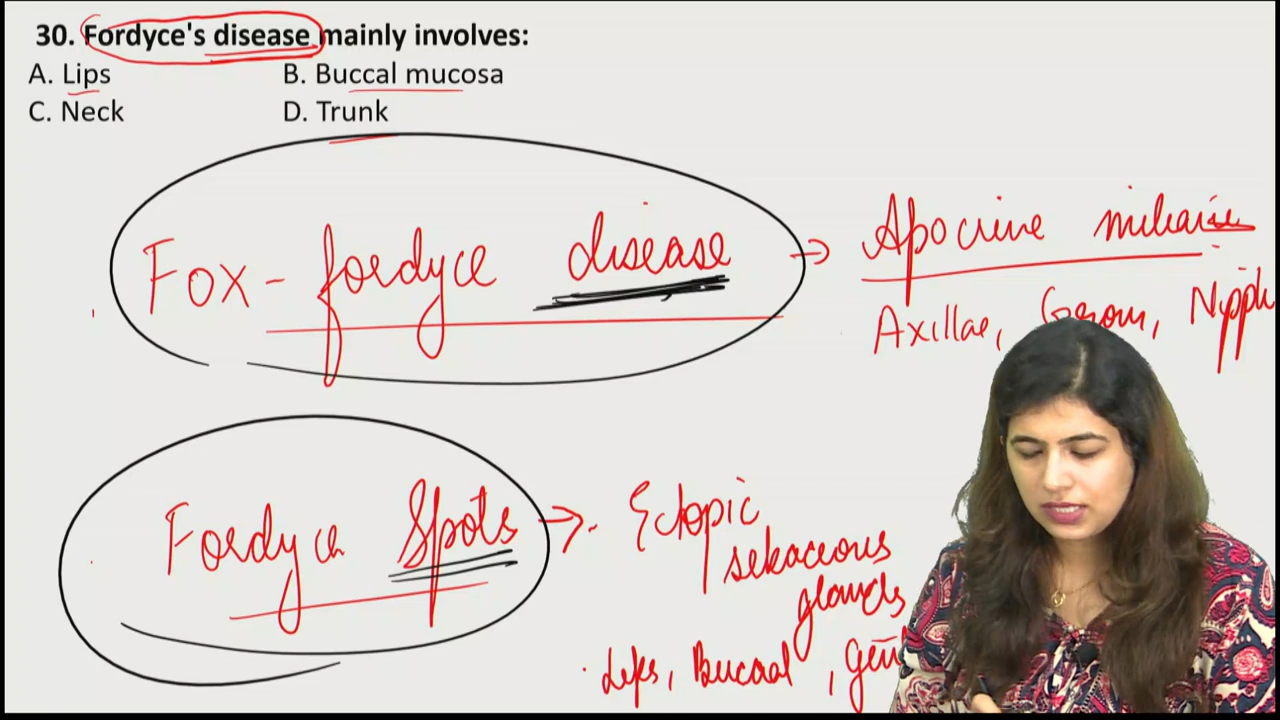 30. Fordyce's disease mainly involves:
A. Lips B. Buccal mucosa
C. Neck D. Trunk
Fox - fordyce disease → Apocrine miliaria
Axillae, Groin,
Fordyce Spots → Ectopic
sebaceous
glands
Lips, Buccal,